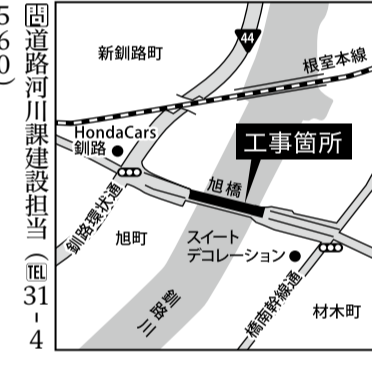 問道路河川課建設担当(TEL31-4
560)
44
新釧路町
根室本線
HondaCars
釧路
工事箇所
旭橋
釧路環状通
旭町
スイート
デコレーション
釧路川
橋南幹線通
材木町